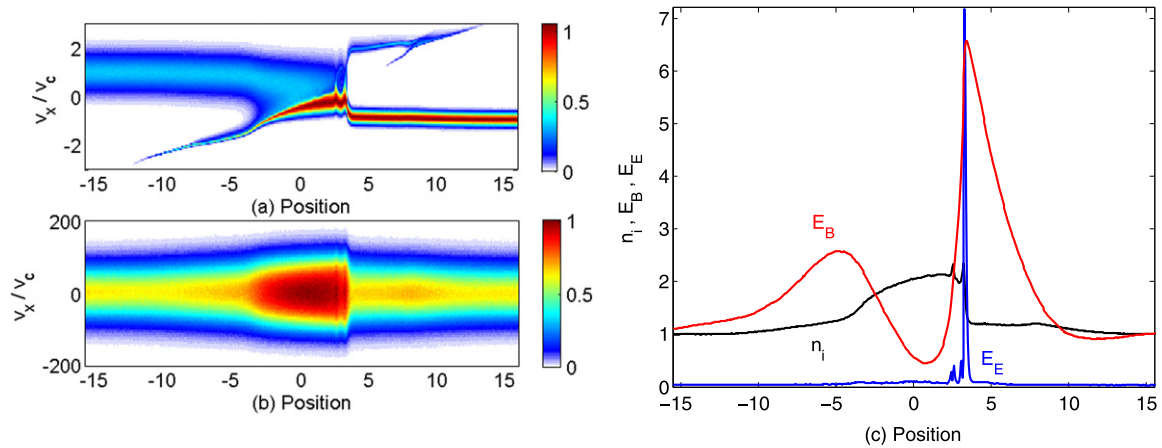 2
0
-2
v_x / v_c
-15 -10 -5 0 5 10 15
(a) Position
1
0.5
0
200
0
-200
v_x / v_c
-15 -10 -5 0 5 10 15
(b) Position
1
0.5
0
7
6
5
4
3
2
1
0
n_i , E_B , E_E
E_B
n_i
E_E
−15 −10 −5 0 5 10 15
(c) Position